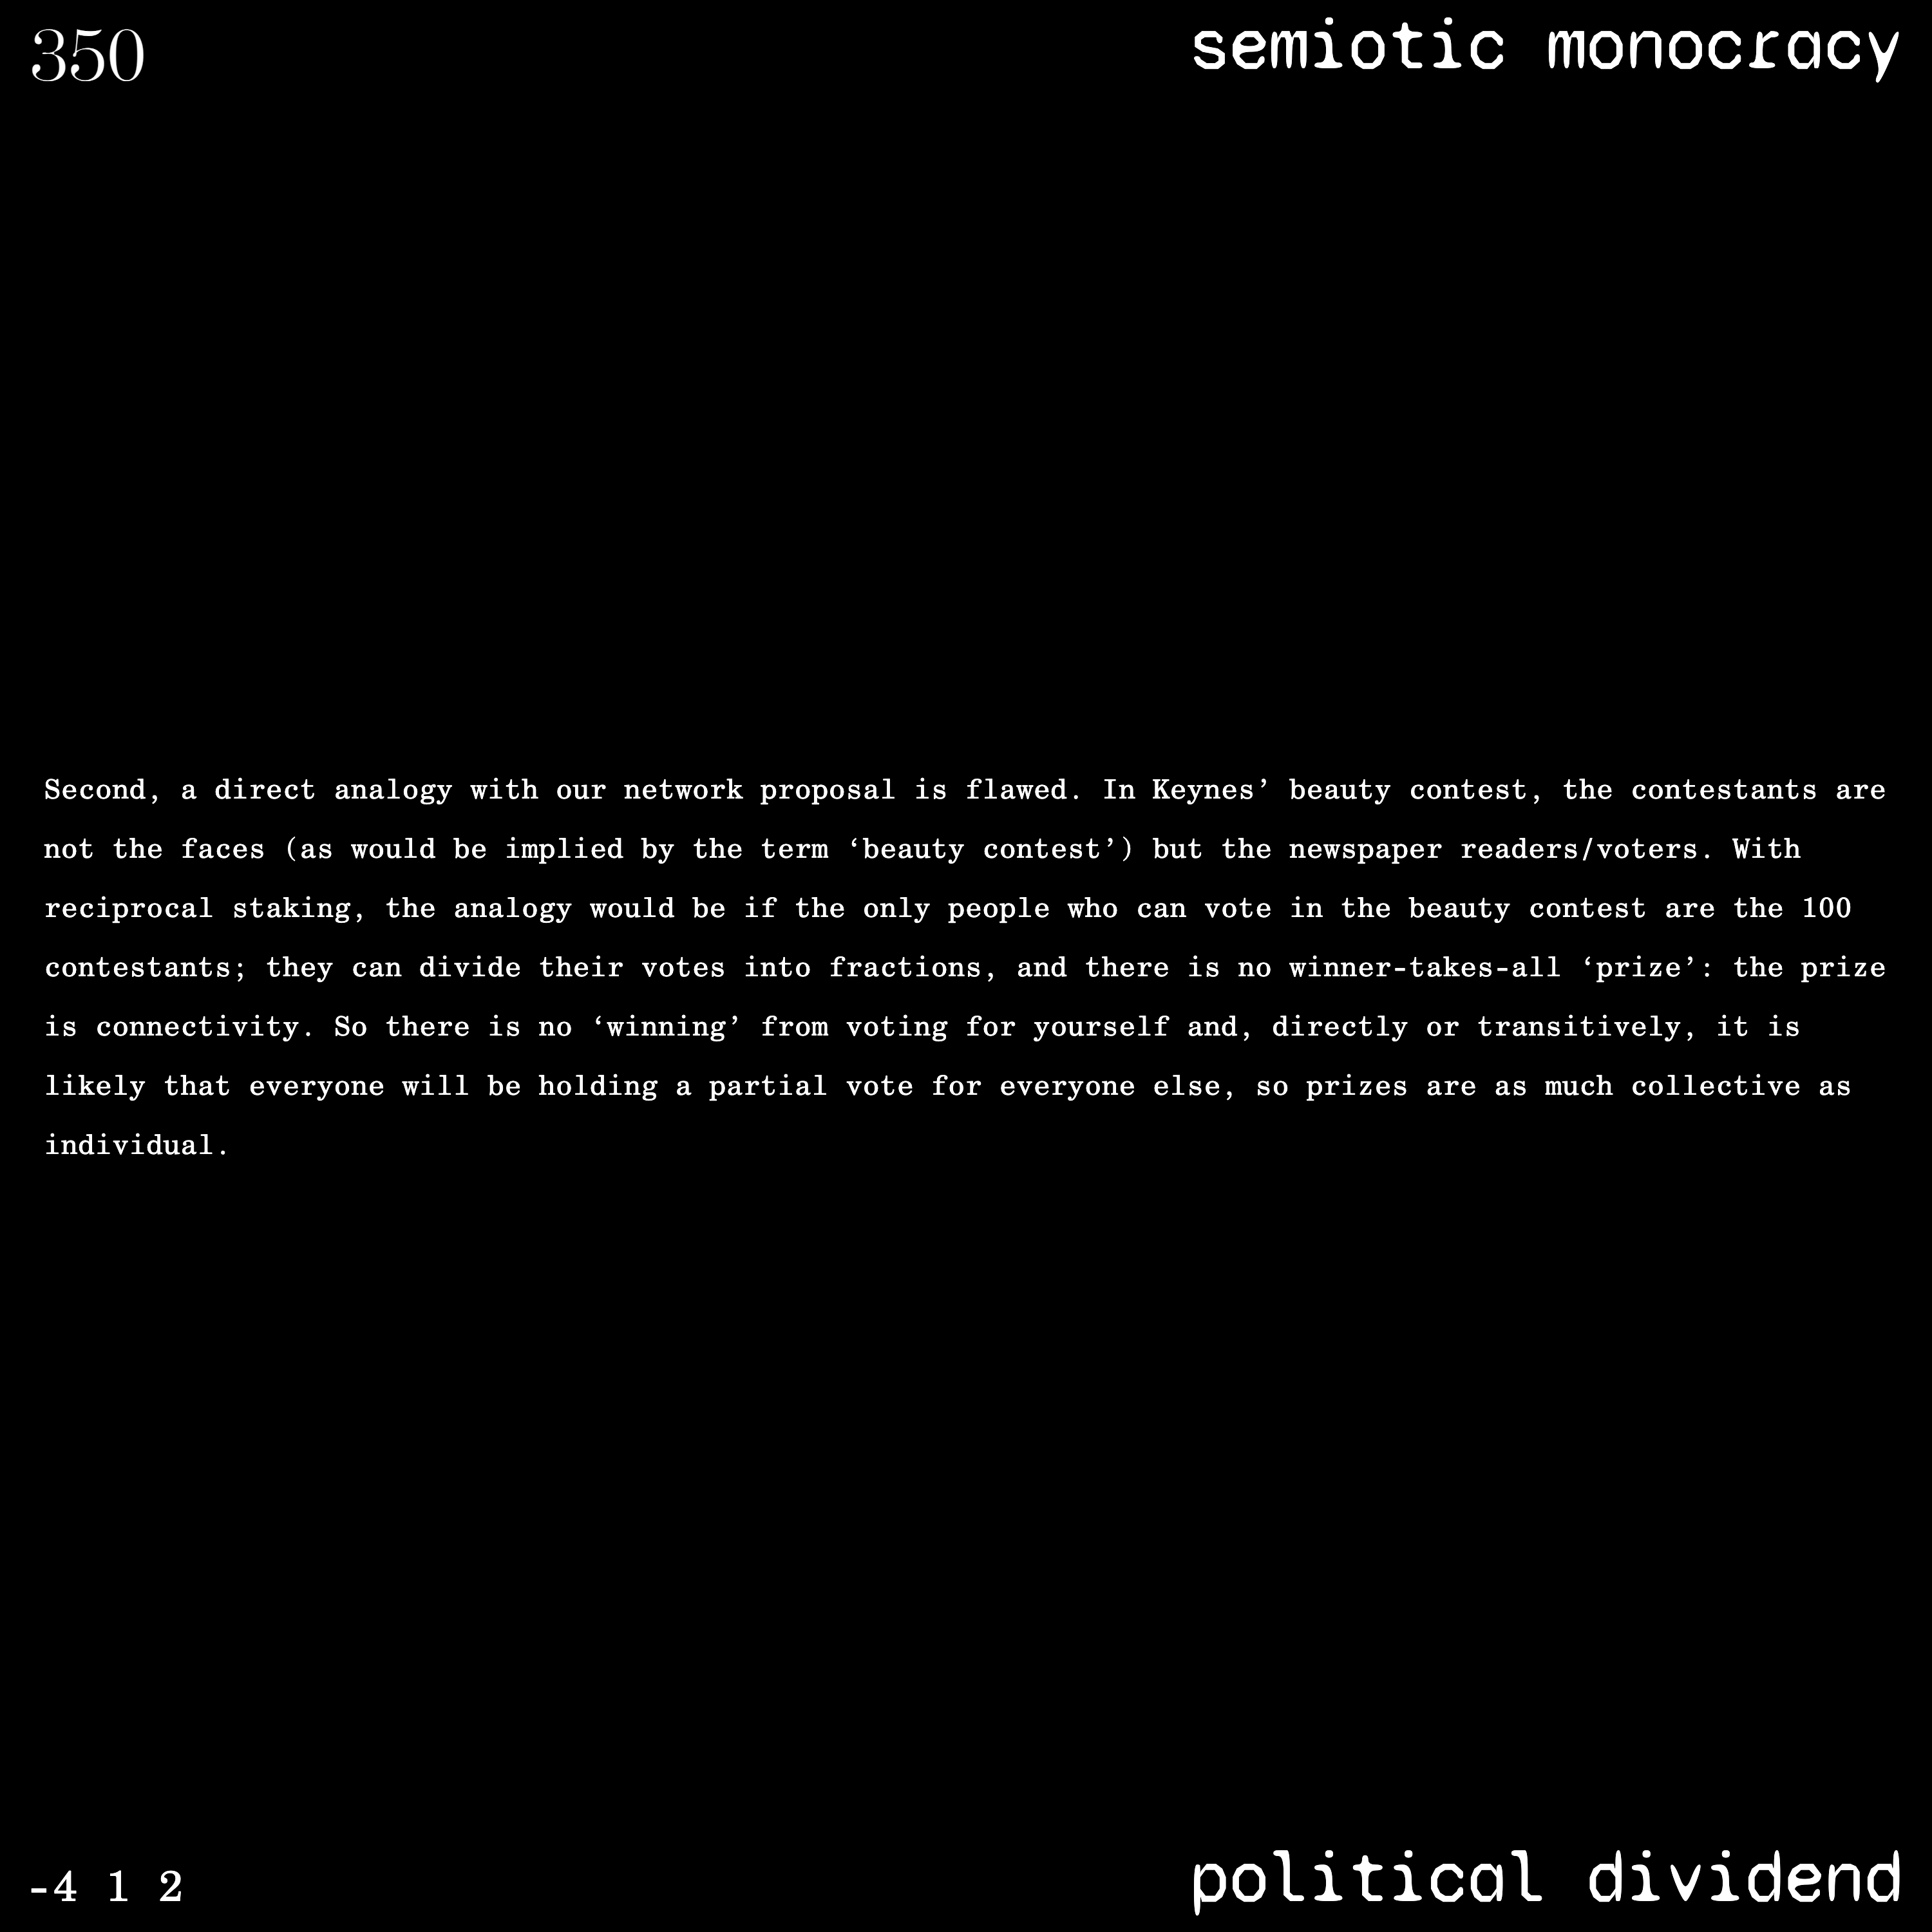 350
semiotic monocracy
Second, a direct analogy with our network proposal is flawed. In Keynes’ beauty contest, the contestants are
not the faces (as would be implied by the term ‘beauty contest’) but the newspaper readers/voters. With
reciprocal staking, the analogy would be if the only people who can vote in the beauty contest are the 100
contestants; they can divide their votes into fractions, and there is no winner-takes-all ‘prize’: the prize
is connectivity. So there is no ‘winning’ from voting for yourself and, directly or transitively, it is
likely that everyone will be holding a partial vote for everyone else, so prizes are as much collective as
individual.
-4 1 2
political dividend